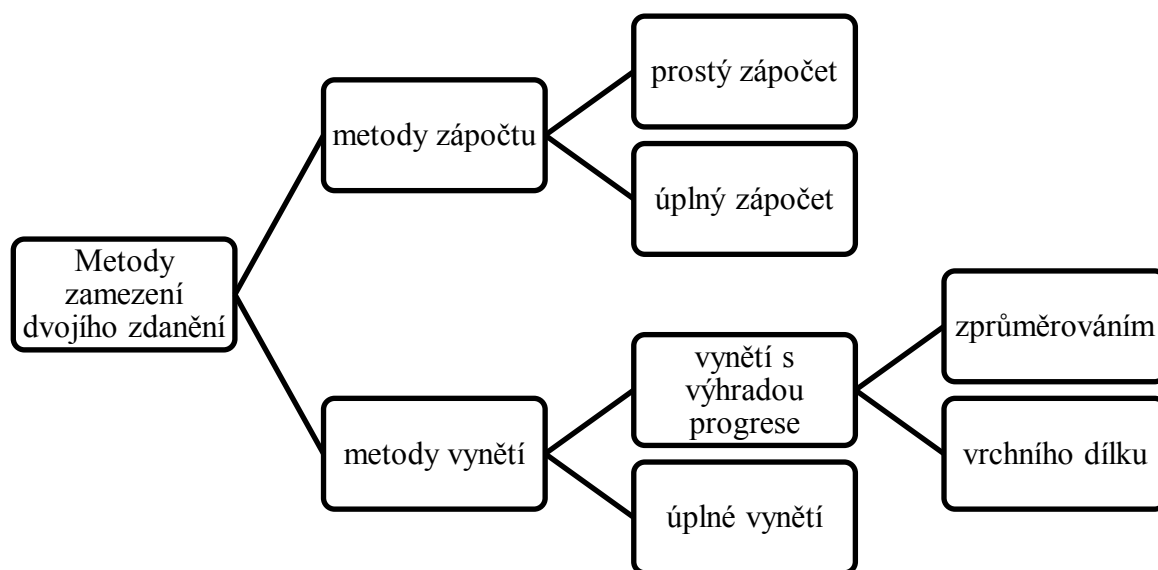 prostý zápočet
metody zápočtu
úplný zápočet
Metody
zamezení
dvojího zdanění
zprůměrováním
vynětí s
výhradou
progrese
metody vynětí
vrchního dílku
úplné vynětí